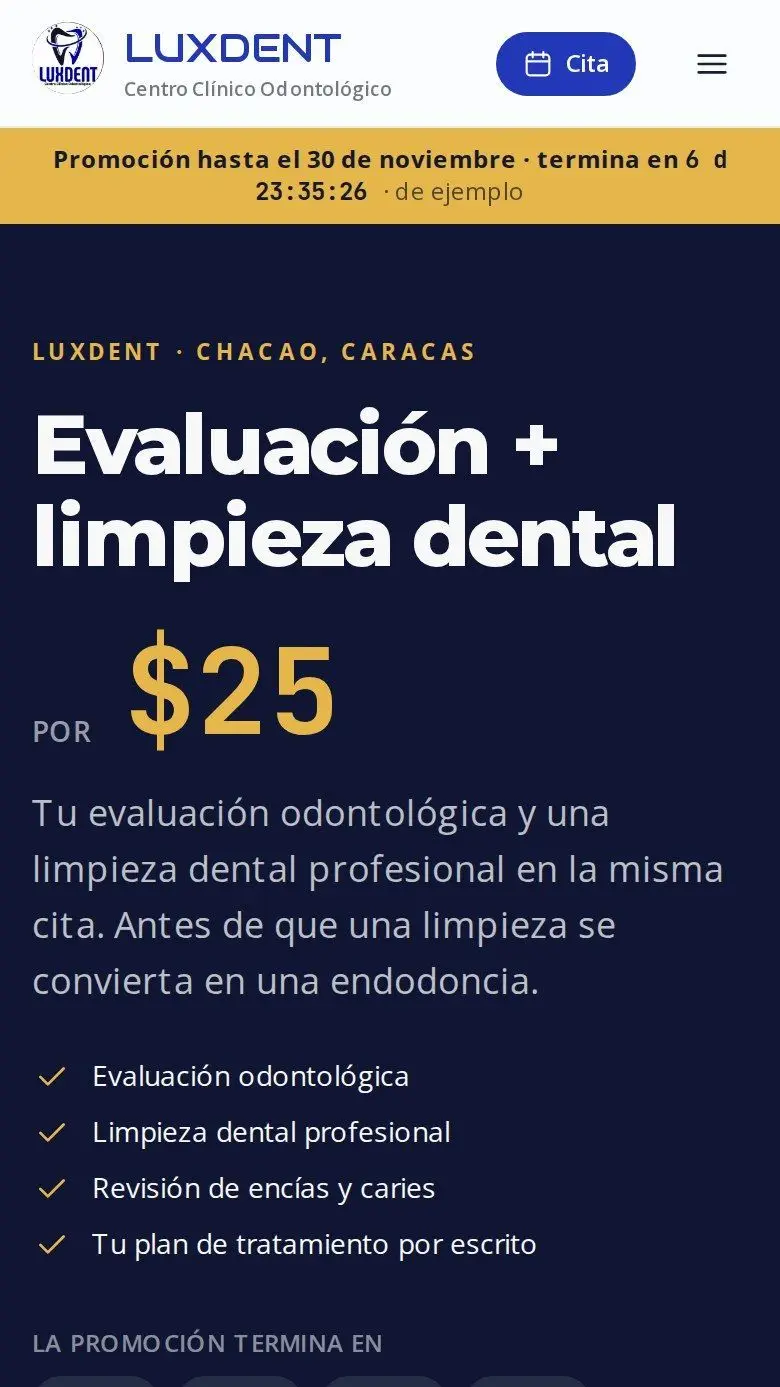 LUXDENT
LUXDENT
Centro Clínico Odontológico
Cita
Promoción hasta el 30 de noviembre · termina en 6 d
23:35:26 · de ejemplo
LUXDENT · CHACAO, CARACAS
Evaluación +
limpieza dental
POR $25
Tu evaluación odontológica y una
limpieza dental profesional en la misma
cita. Antes de que una limpieza se
convierta en una endodoncia.
Evaluación odontológica
Limpieza dental profesional
Revisión de encías y caries
Tu plan de tratamiento por escrito
LA PROMOCIÓN TERMINA EN